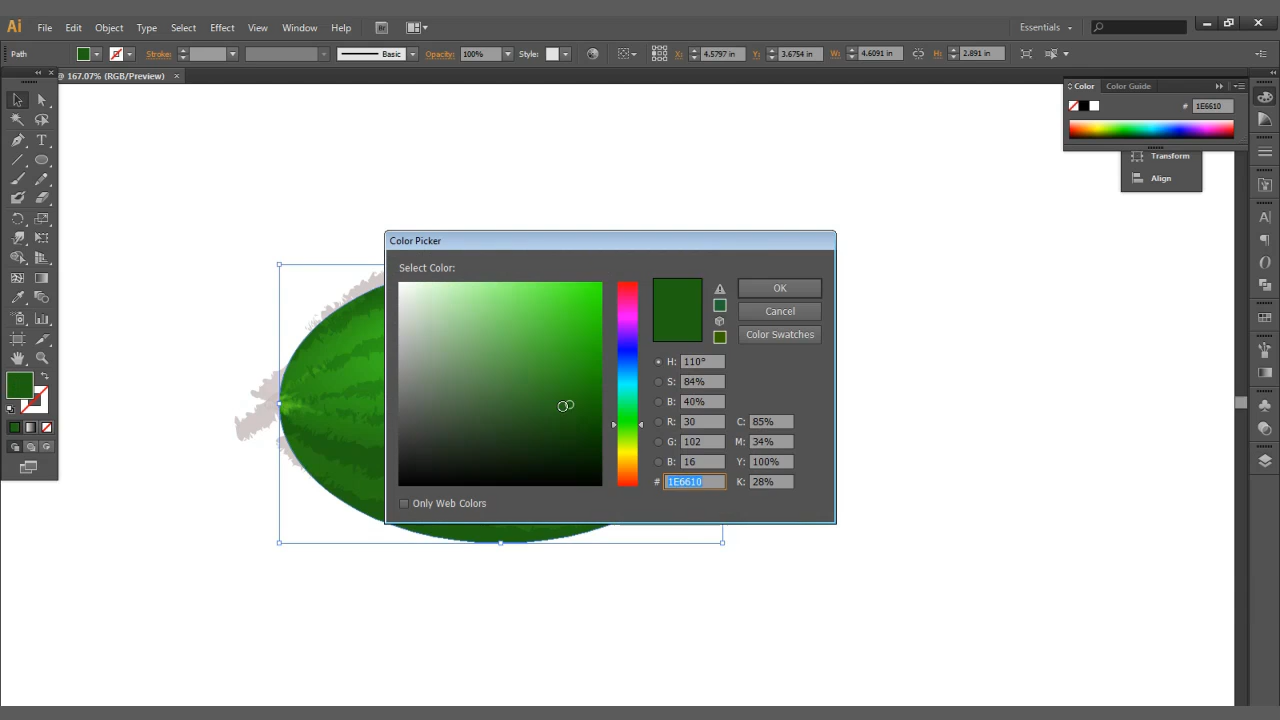 Ai File Edit Object Type Select Effect View Window Help Br Essentials
Path Stroke: Basic Opacity: 100% Style: X: 4.5797 in Y: 3.6754 in W: 4.6091 in H: 2.891 in
@ 167.07% (RGB/Preview) ×
Color Color Guide
# 1E6610
Transform
Align
Color Picker
Select Color:
OK
Cancel
Color Swatches
H: 110°
S: 84%
B: 40%
R: 30 C: 85%
G: 102 M: 34%
B: 16 Y: 100%
# 1E6610 K: 28%
Only Web Colors